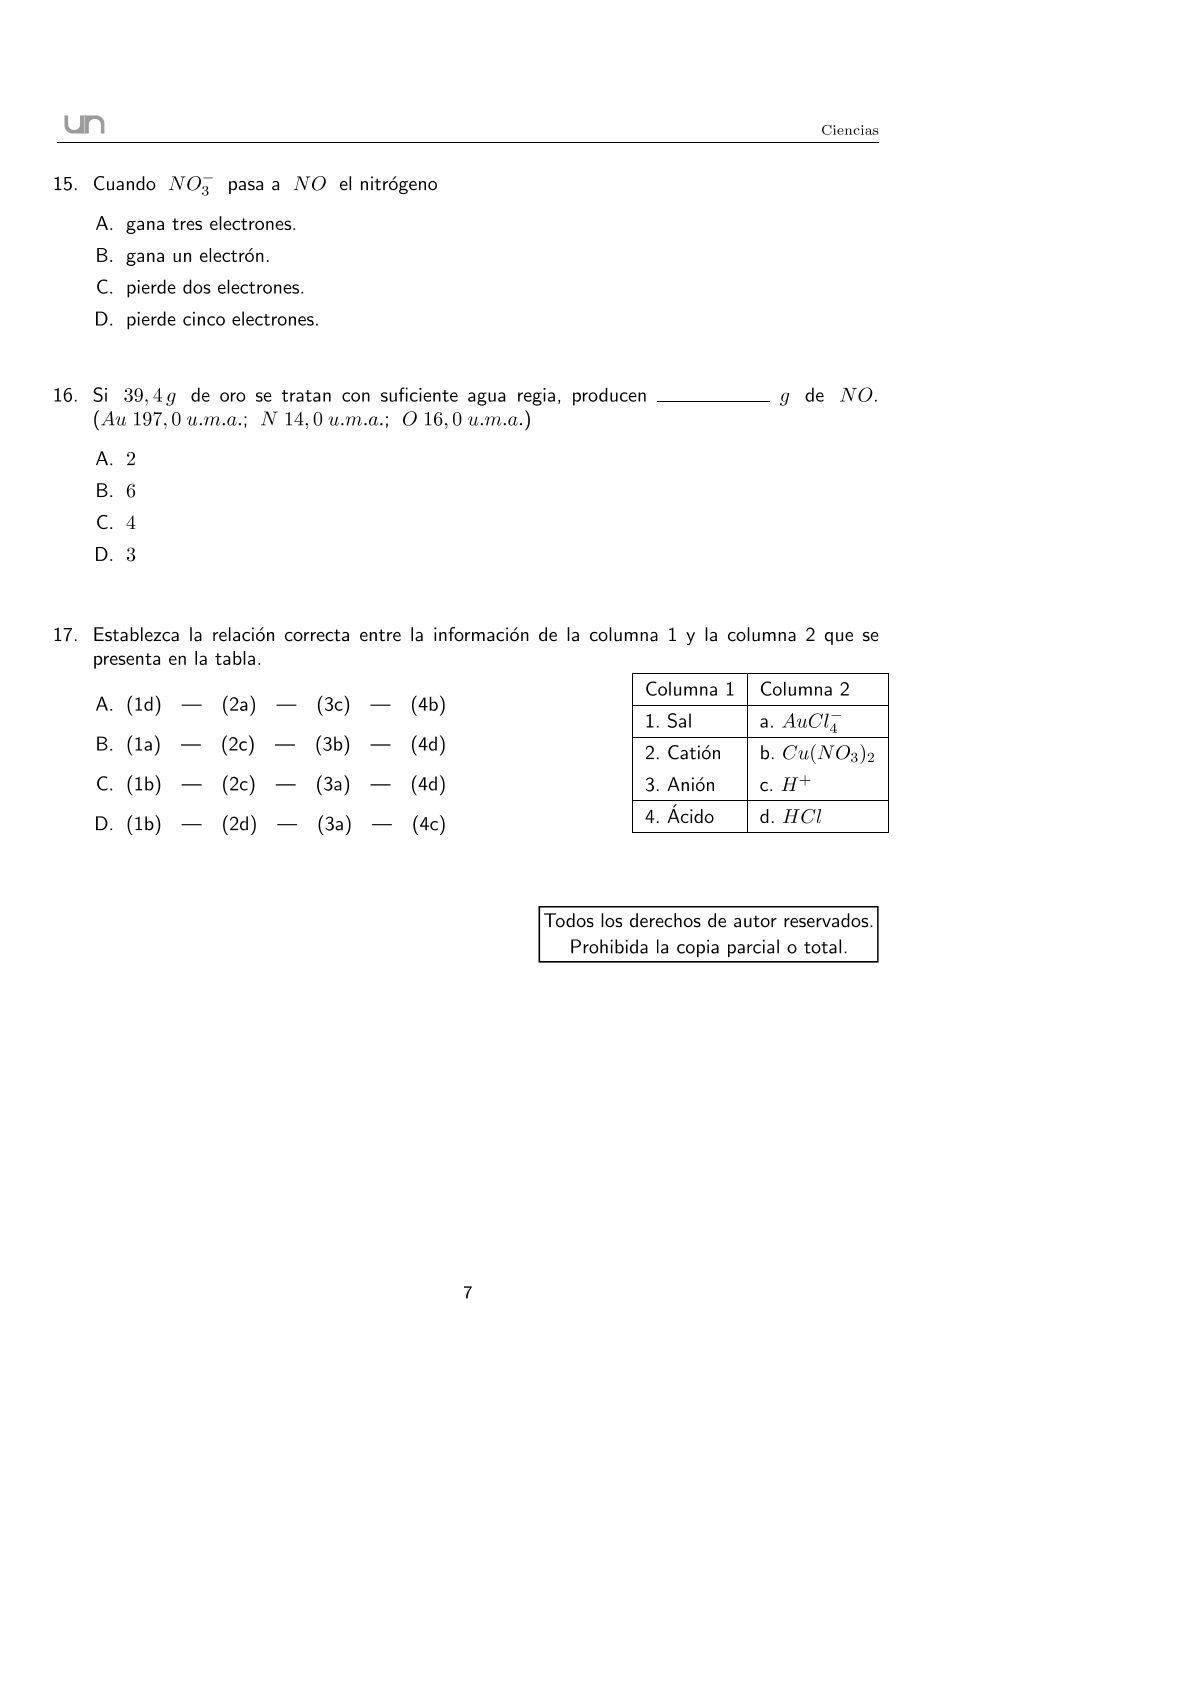 un
Ciencias
15. Cuando NO₃⁻ pasa a NO el nitrógeno
A. gana tres electrones.
B. gana un electrón.
C. pierde dos electrones.
D. pierde cinco electrones.
16. Si 39,4 g de oro se tratan con suficiente agua regia, producen __________ g de NO.
(Au 197,0 u.m.a.; N 14,0 u.m.a.; O 16,0 u.m.a.)
A. 2
B. 6
C. 4
D. 3
17. Establezca la relación correcta entre la información de la columna 1 y la columna 2 que se
presenta en la tabla.
A. (1d) — (2a) — (3c) — (4b)
B. (1a) — (2c) — (3b) — (4d)
C. (1b) — (2c) — (3a) — (4d)
D. (1b) — (2d) — (3a) — (4c)
Columna 1 Columna 2
1. Sal a. AuCl₄⁻
2. Catión b. Cu(NO₃)₂
3. Anión c. H⁺
4. Ácido d. HCl
Todos los derechos de autor reservados.
Prohibida la copia parcial o total.
7